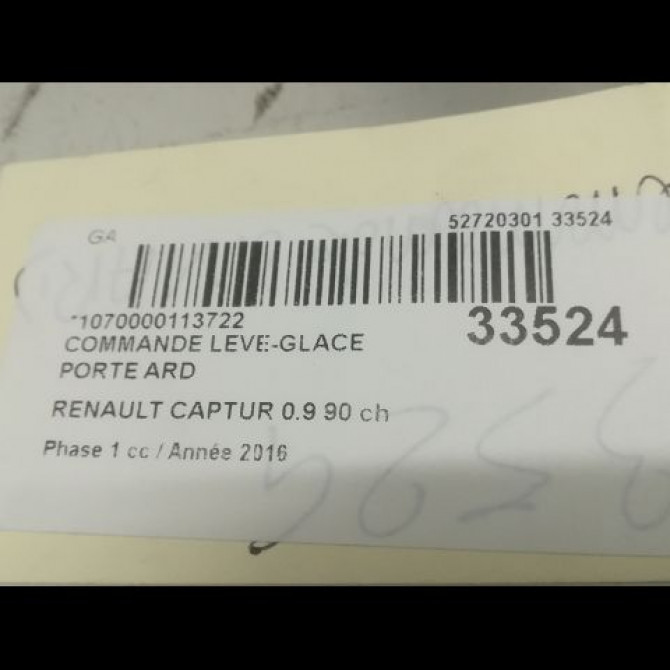 GA
52720301 33524
*1070000113722
33524
COMMANDE LEVE-GLACE
PORTE ARD
RENAULT CAPTUR 0.9 90 ch
Phase 1 cc / Année 2016